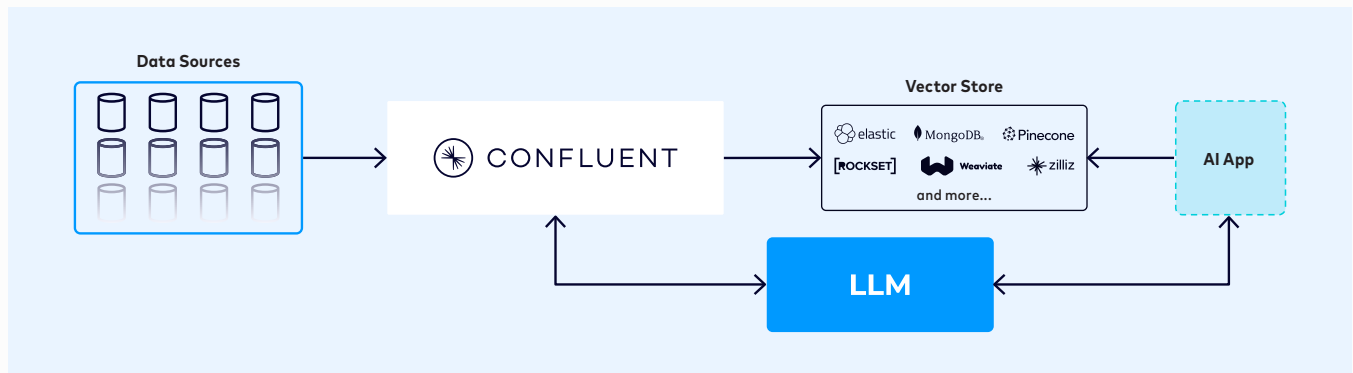 Data Sources
CONFLUENT
Vector Store
elastic
MongoDB®
Pinecone
[ROCKSET]
Weaviate
zilliz
and more...
AI App
LLM